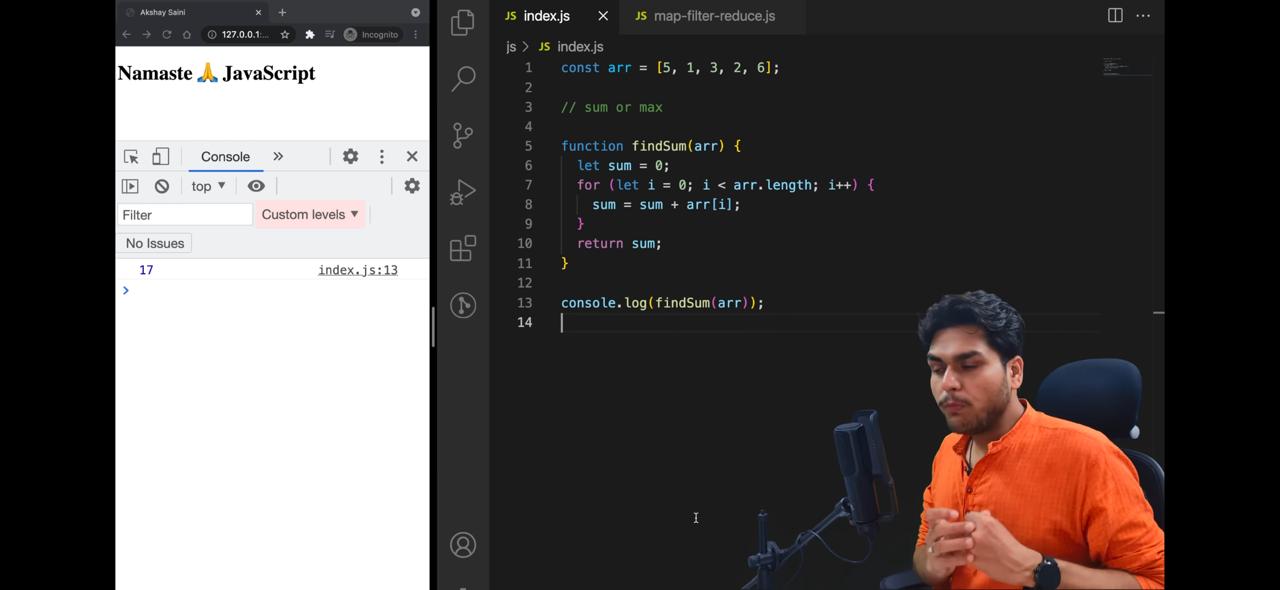 Akshay Saini
127.0.0.1:...
Incognito
Namaste 🙏 JavaScript
Console
top
Filter
Custom levels
No Issues
17 index.js:13
index.js
map-filter-reduce.js
js > JS index.js
1 const arr = [5, 1, 3, 2, 6];
2
3 // sum or max
4
5 function findSum(arr) {
6 let sum = 0;
7 for (let i = 0; i < arr.length; i++) {
8 sum = sum + arr[i];
9 }
10 return sum;
11 }
12
13 console.log(findSum(arr));
14